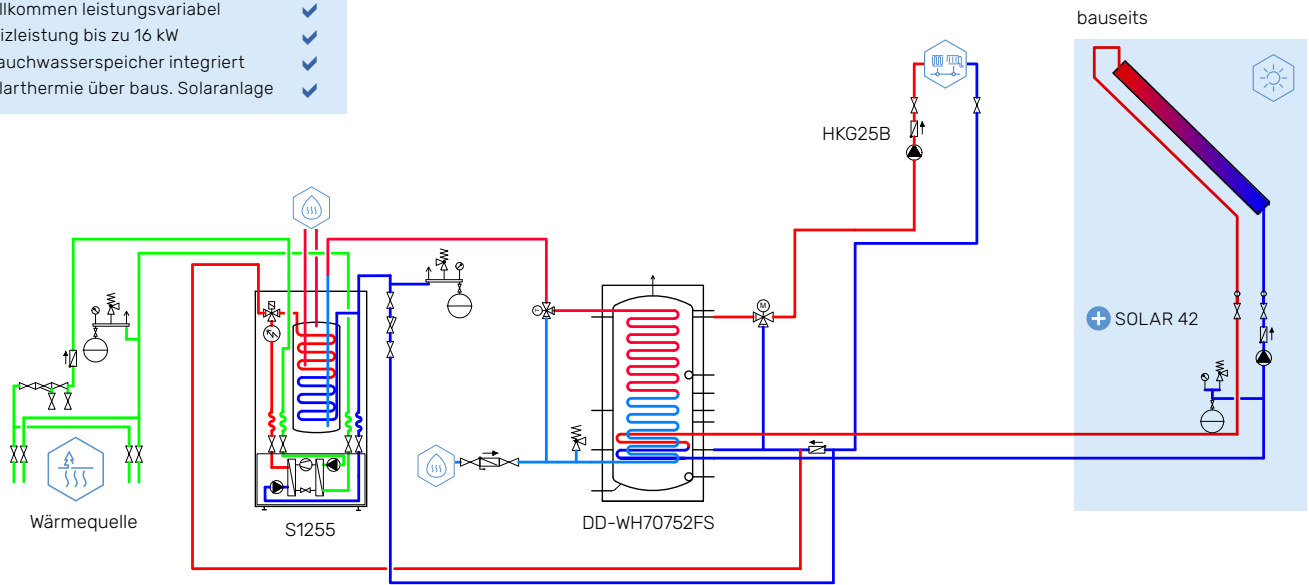 llkommen leistungsvariabel
izleistung bis zu 16 kW
auchwasserspeicher integriert
larthermie über baus. Solaranlage
bauseits
HKG25B
M
SOLAR 42
Wärmequelle
S1255
DD-WH70752FS